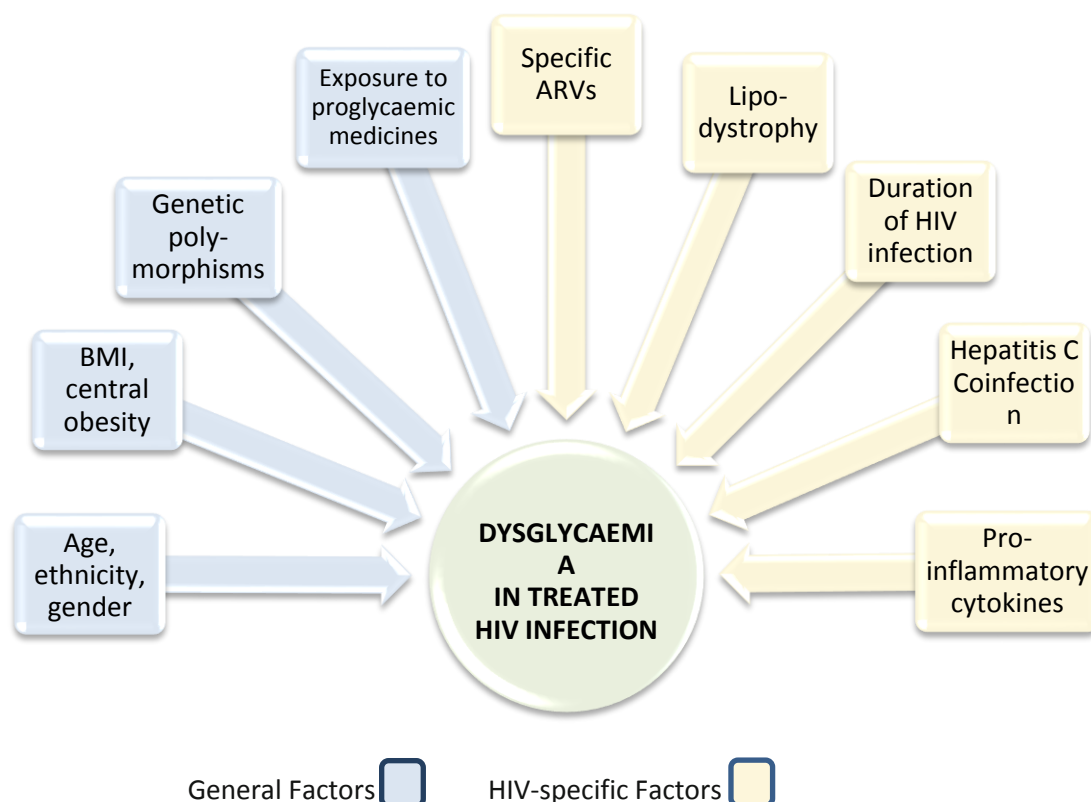 Age,
ethnicity,
gender
BMI,
central
obesity
Genetic
poly-
morphisms
Exposure to
proglycaemic
medicines
Specific
ARVs
Lipo-
dystrophy
Duration
of HIV
infection
Hepatitis C
Coinfectio
n
Pro-
inflammatory
cytokines
DYSGLYCAEMI
A
IN TREATED
HIV INFECTION
General Factors
HIV-specific Factors